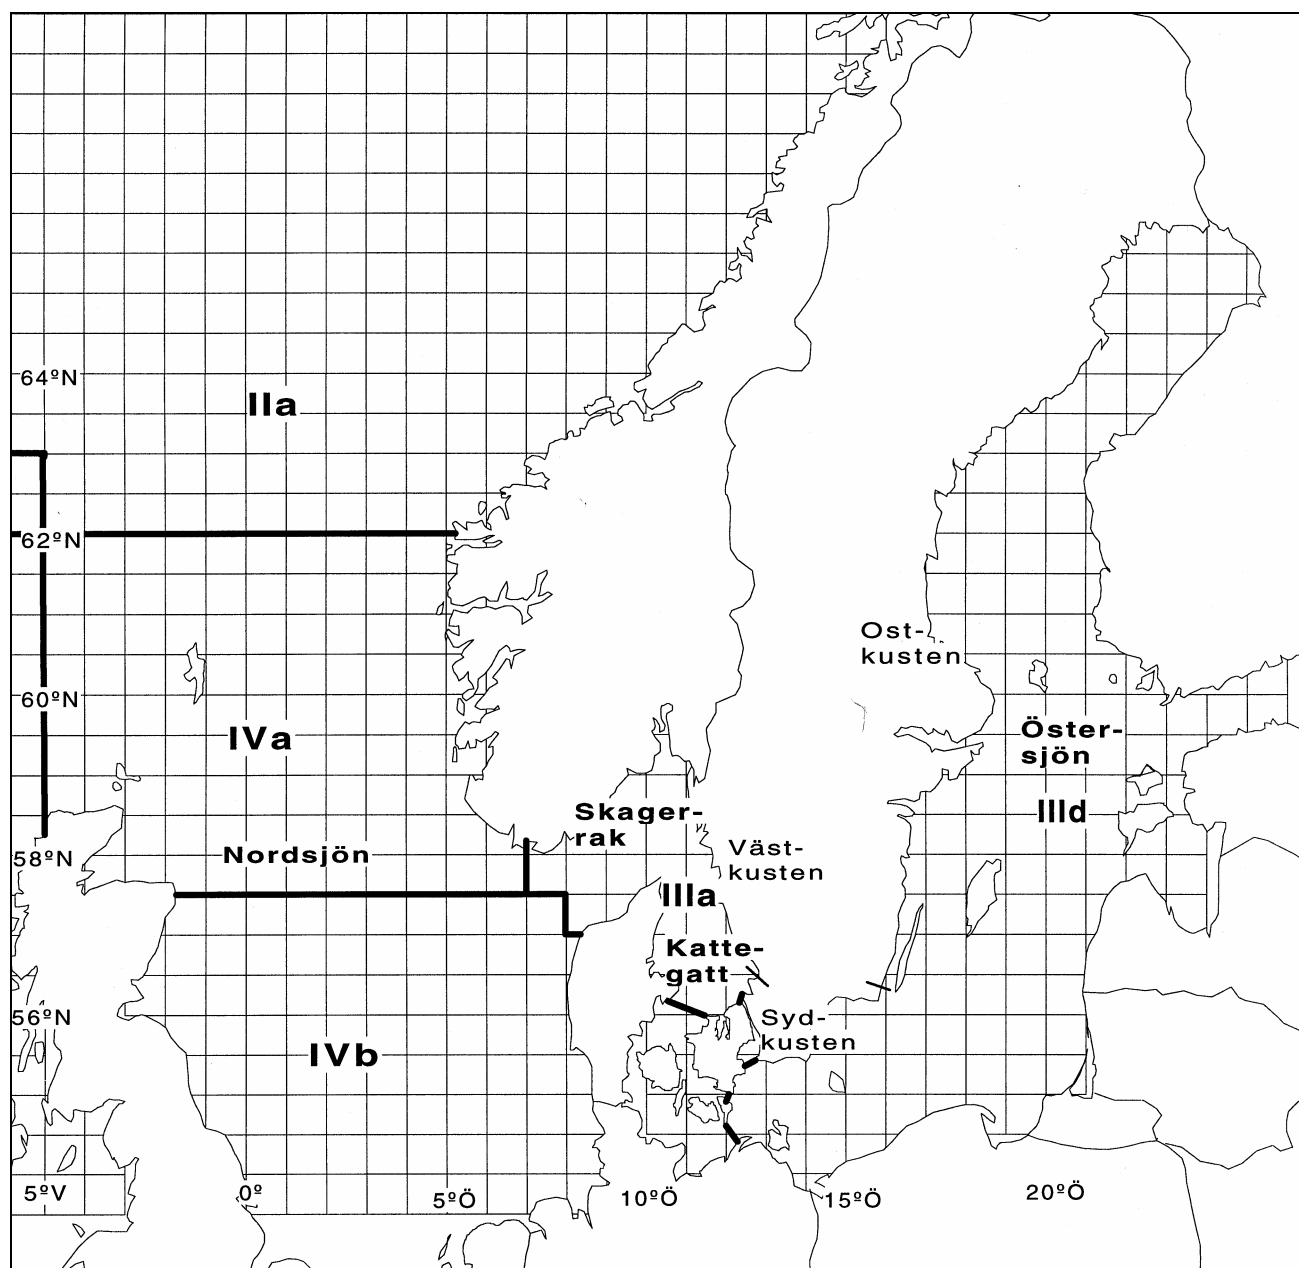 64ºN
IIa
62ºN
Ost-
kusten
60ºN
IVa
Öster-
sjön
Skager-
rak
IIId
Nordsjön
58ºN
Väst-
kusten
IIIa
Katte-
gatt
56ºN
Syd-
kusten
IVb
5ºV
0º
5ºÖ
10ºÖ
15ºÖ
20ºÖ